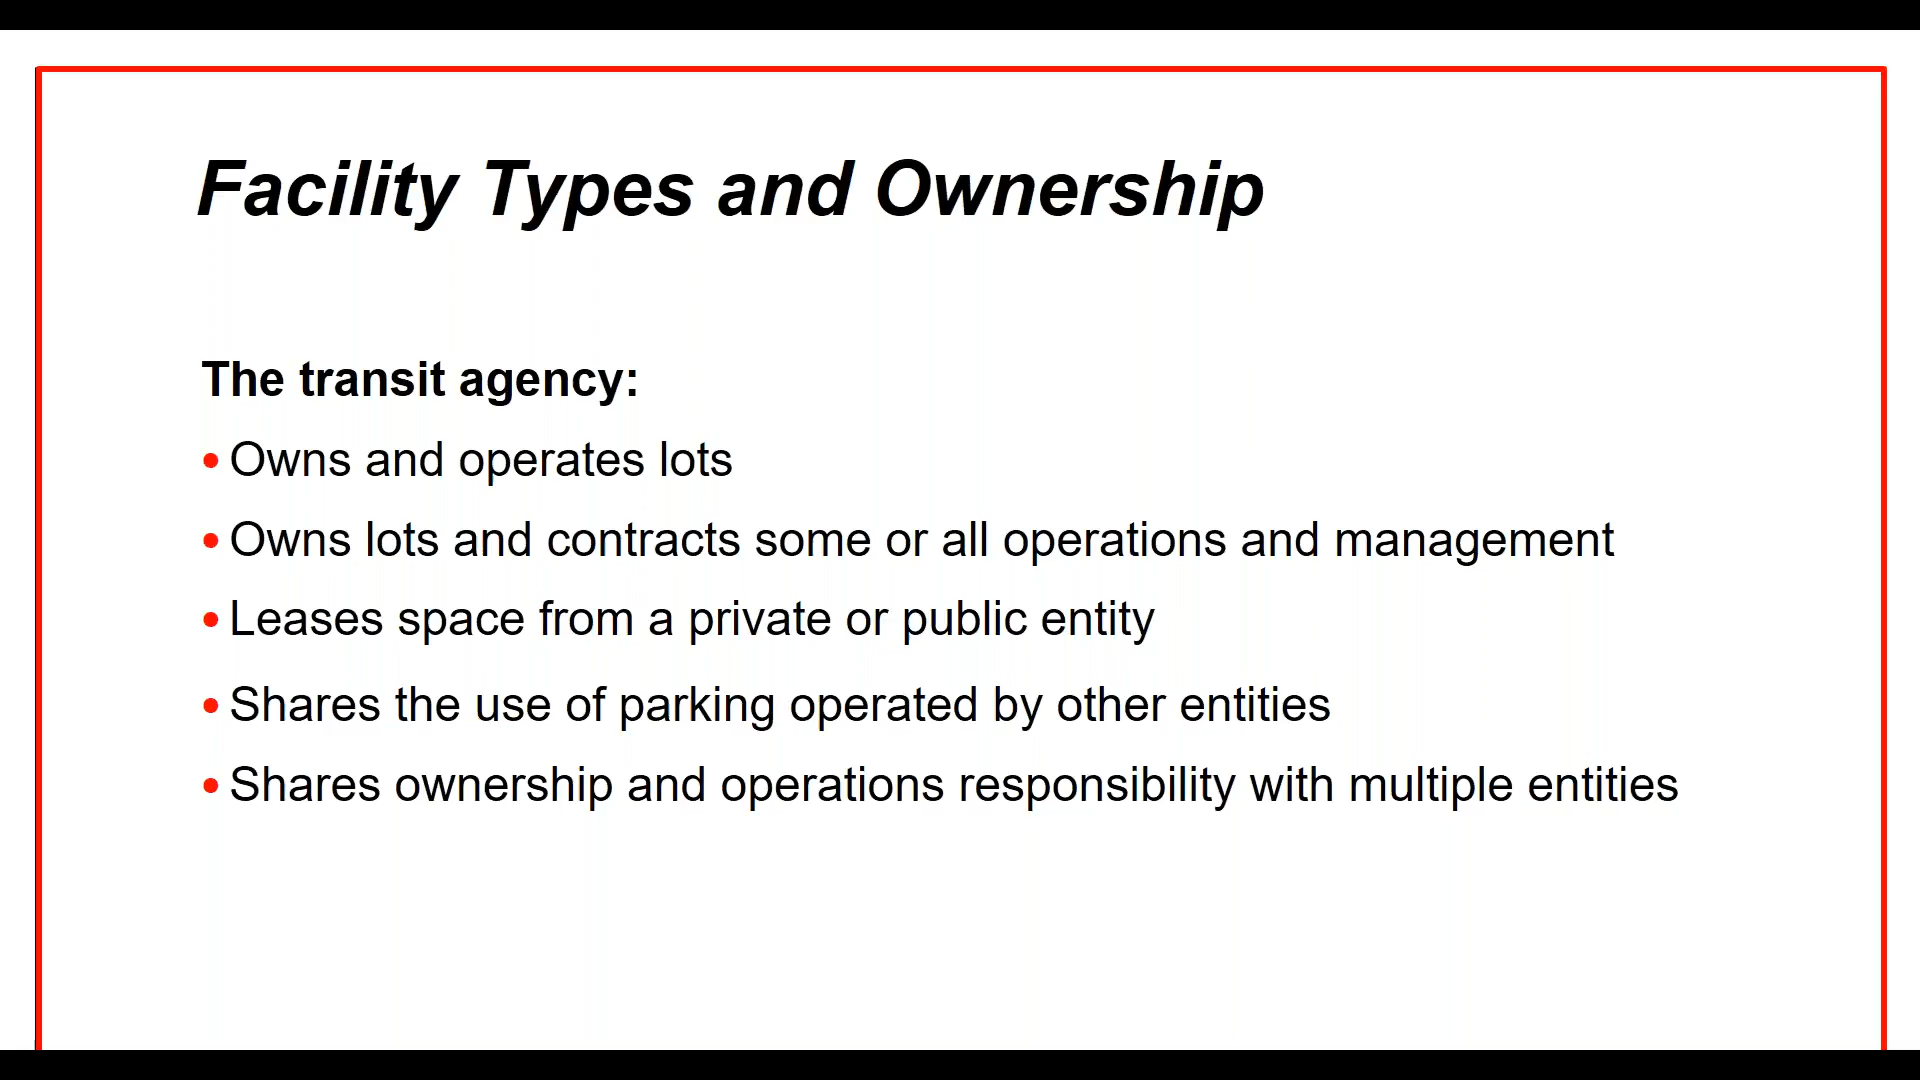 Facility Types and Ownership
The transit agency:
• Owns and operates lots
• Owns lots and contracts some or all operations and management
• Leases space from a private or public entity
• Shares the use of parking operated by other entities
• Shares ownership and operations responsibility with multiple entities